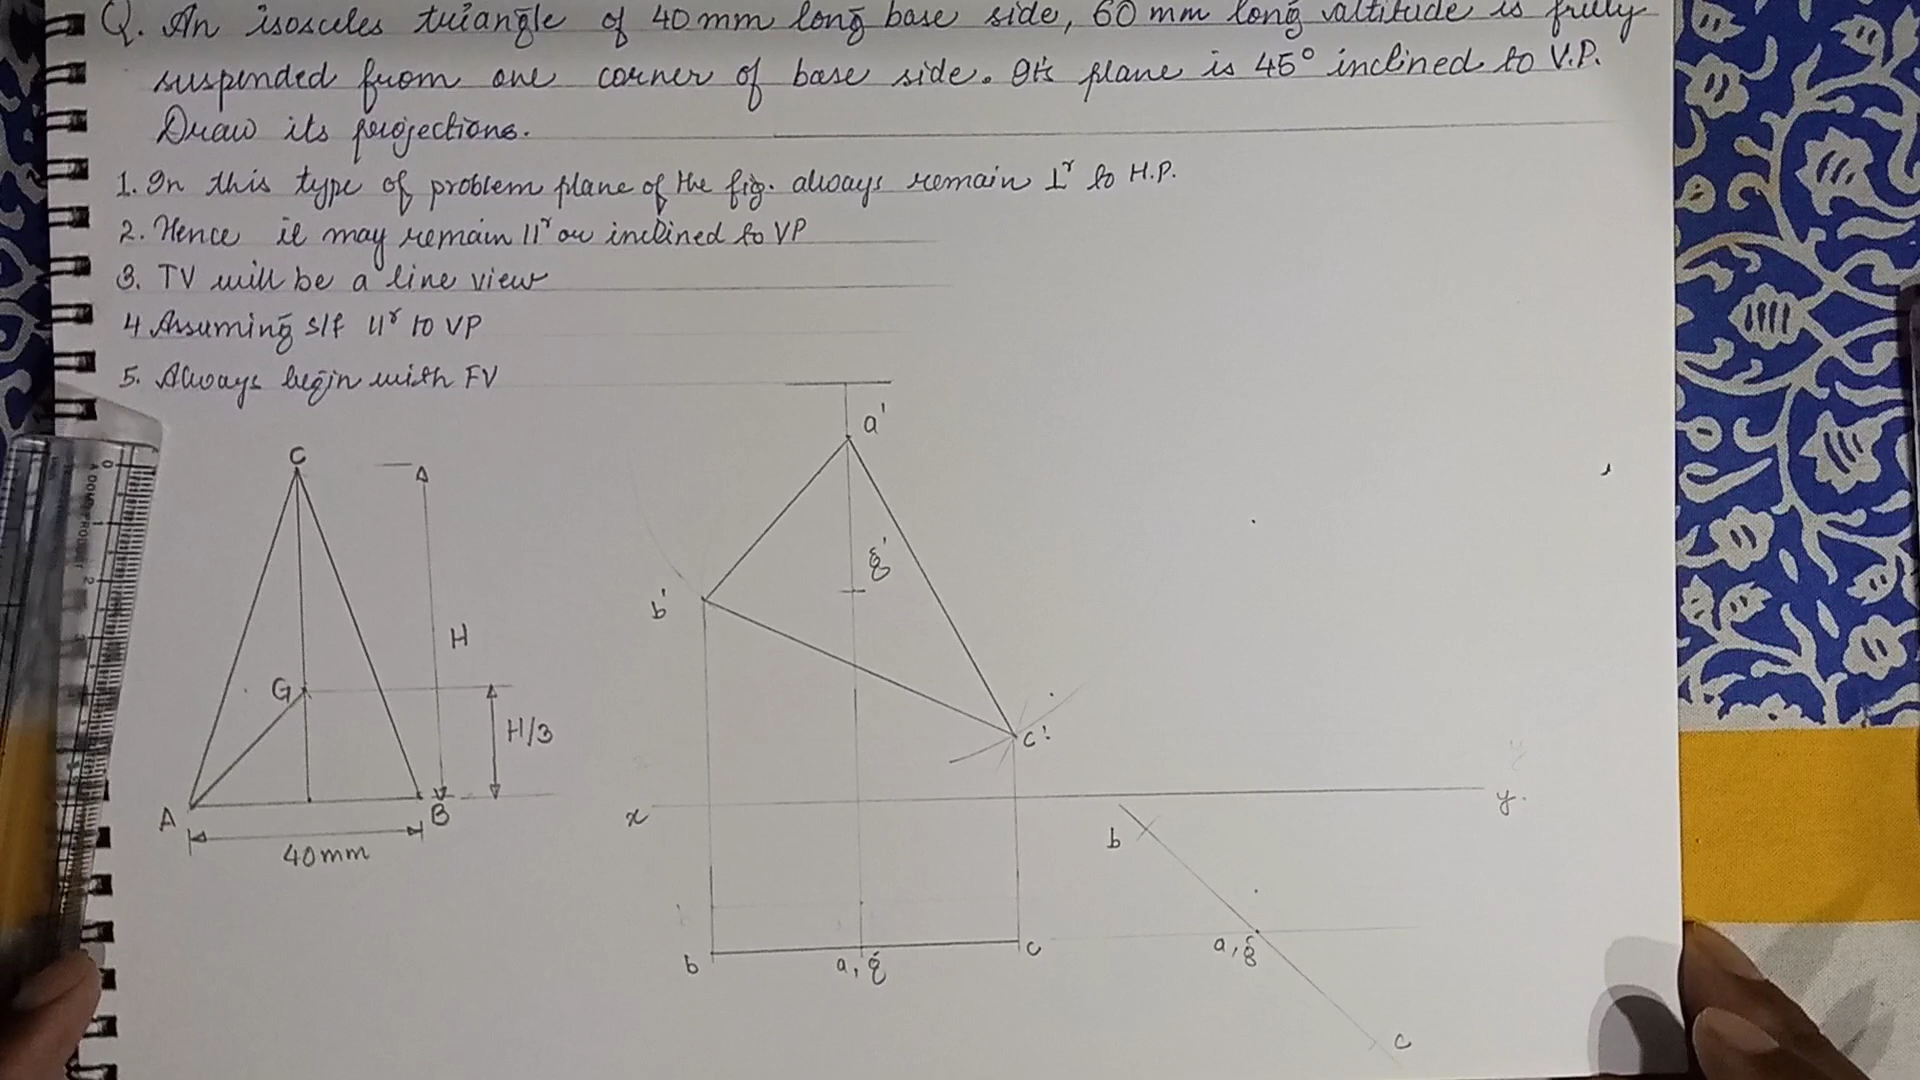 Q. An isosceles triangle of 40 mm long base side, 60 mm long altitude is freely
suspended from one corner of base side. Its plane is 45° inclined to V.P.
Draw its projections.
1. In this type of problem plane of the fig. always remain ⊥r to H.P.
2. Hence it may remain ||r or inclined to VP
3. TV will be a line view
4 Assuming s/f ||r to VP
5. Always begin with FV
C
H
G
H/3
A
B
40mm
a'
g'
b'
c'
x
y.
b
a, g
c
b
a, g
c